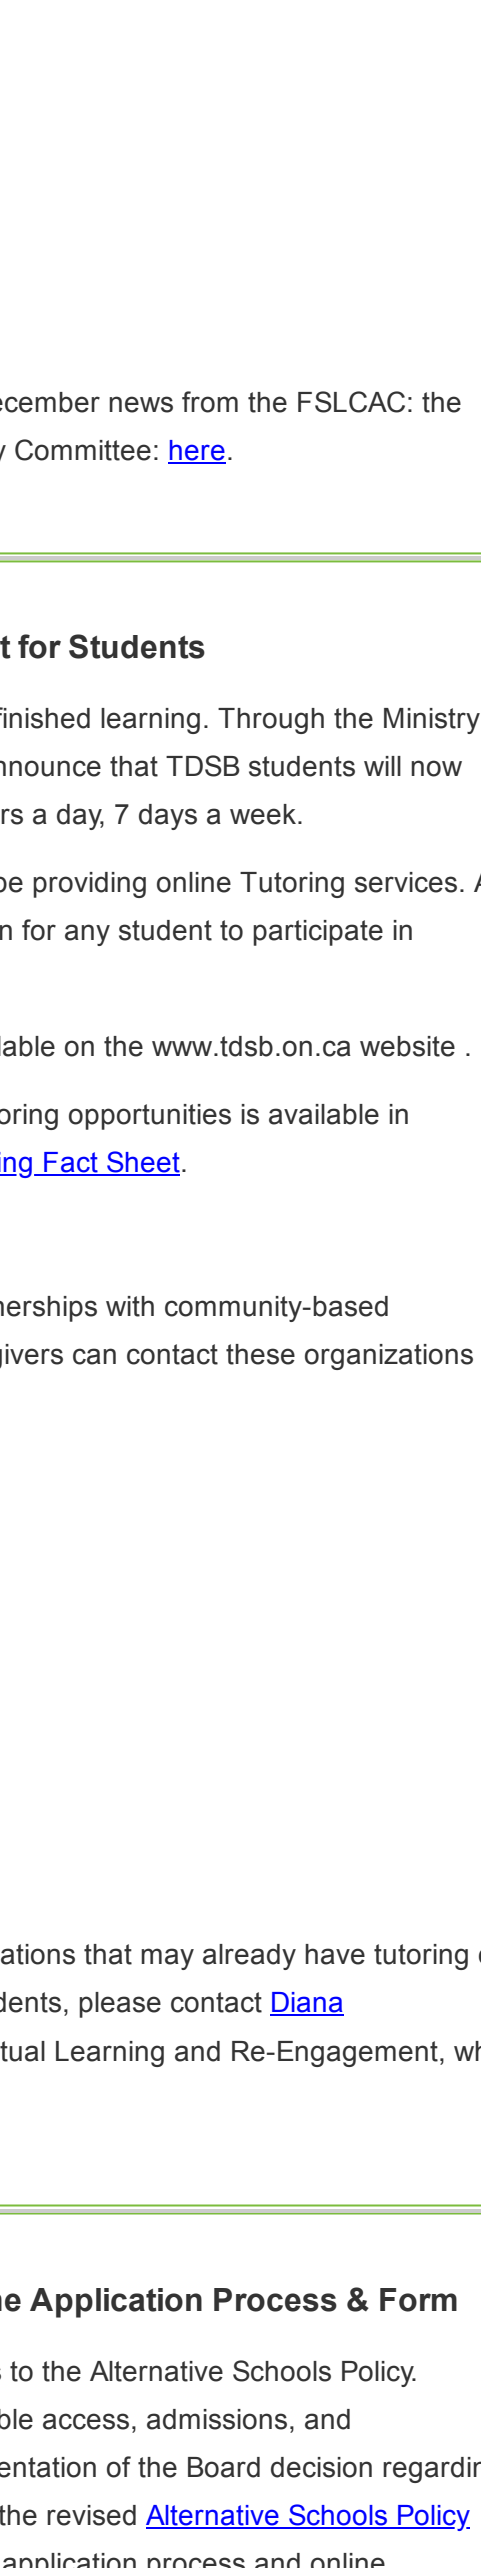 ecember news from the FSLCAC: the
y Committee: here.
t for Students
finished learning. Through the Ministry
nnounce that TDSB students will now
rs a day, 7 days a week.
be providing online Tutoring services. A
n for any student to participate in
lable on the www.tdsb.on.ca website .
oring opportunities is available in
ing Fact Sheet.
nerships with community-based
givers can contact these organizations
ations that may already have tutoring
dents, please contact Diana
tual Learning and Re-Engagement, wh
ne Application Process & Form
s to the Alternative Schools Policy.
ble access, admissions, and
entation of the Board decision regardin
the revised Alternative Schools Policy
application process and online